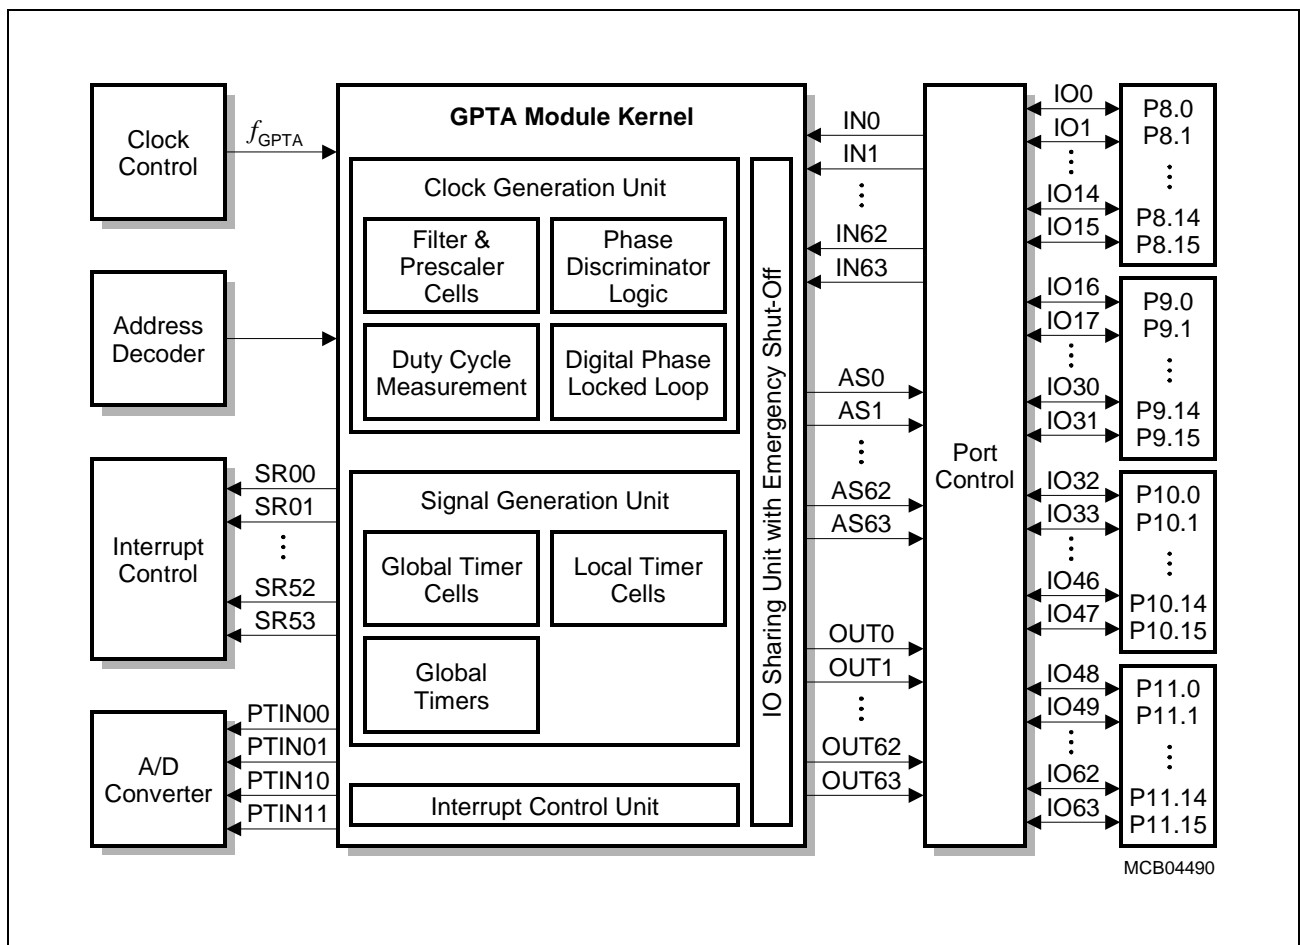 Clock
Control
f GPTA
Address
Decoder
SR00
SR01
Interrupt
Control
SR52
SR53
PTIN00
PTIN01
A/D
Converter
PTIN10
PTIN11
GPTA Module Kernel
Clock Generation Unit
Filter &
Prescaler
Cells
Phase
Discriminator
Logic
Duty Cycle
Measurement
Digital Phase
Locked Loop
Signal Generation Unit
Global Timer
Cells
Local Timer
Cells
Global
Timers
Interrupt Control Unit
IO Sharing Unit with Emergency Shut-Off
IN0
IN1
IN62
IN63
AS0
AS1
AS62
AS63
OUT0
OUT1
OUT62
OUT63
Port
Control
IO0
IO1
IO14
IO15
IO16
IO17
IO30
IO31
IO32
IO33
IO46
IO47
IO48
IO49
IO62
IO63
P8.0
P8.1
P8.14
P8.15
P9.0
P9.1
P9.14
P9.15
P10.0
P10.1
P10.14
P10.15
P11.0
P11.1
P11.14
P11.15
MCB04490